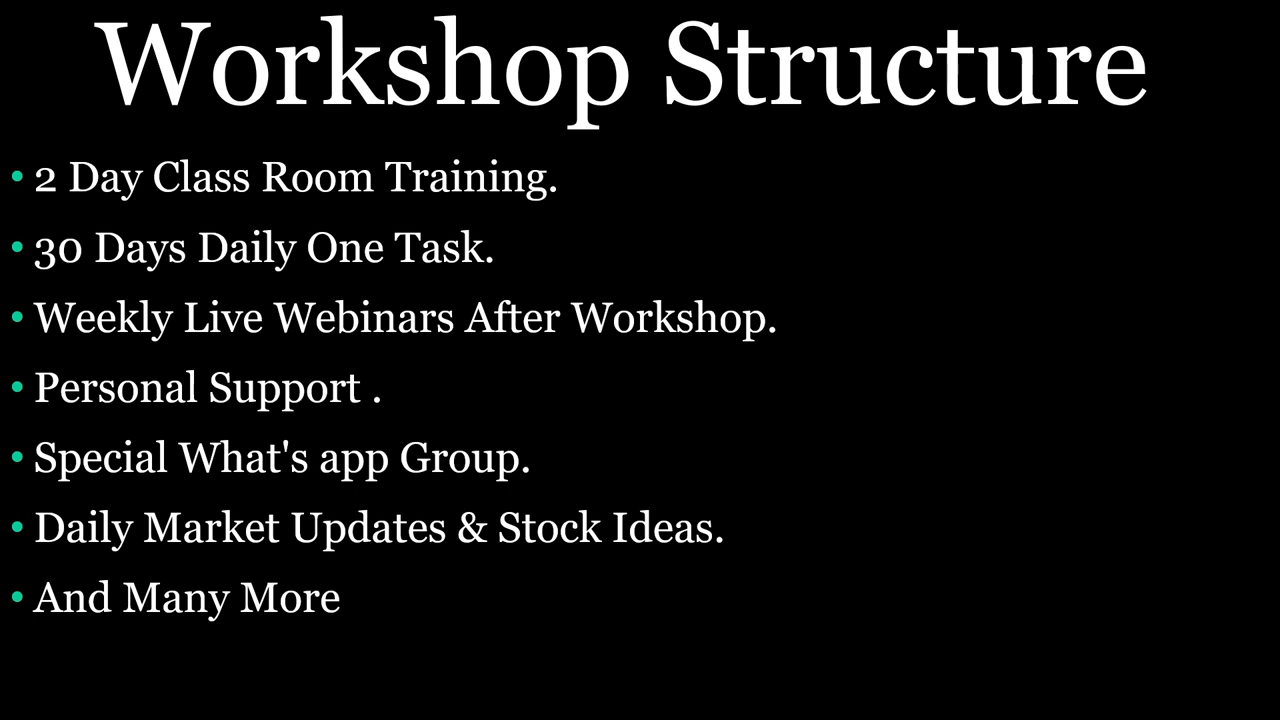 Workshop Structure
• 2 Day Class Room Training.
• 30 Days Daily One Task.
• Weekly Live Webinars After Workshop.
• Personal Support .
• Special What's app Group.
• Daily Market Updates & Stock Ideas.
• And Many More